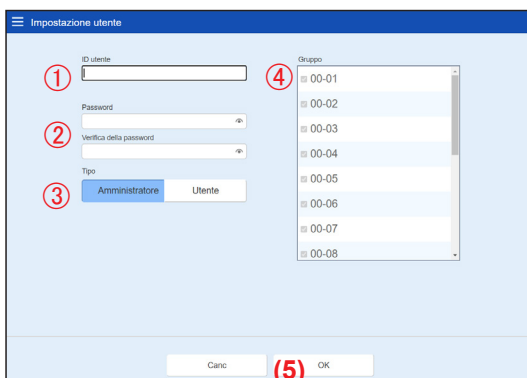 Impostazione utente
ID utente
①
Password
②
Verifica della password
Tipo
③ Amministratore Utente
Gruppo
④ 00-01
00-02
00-03
00-04
00-05
00-06
00-07
00-08
Canc (5) OK